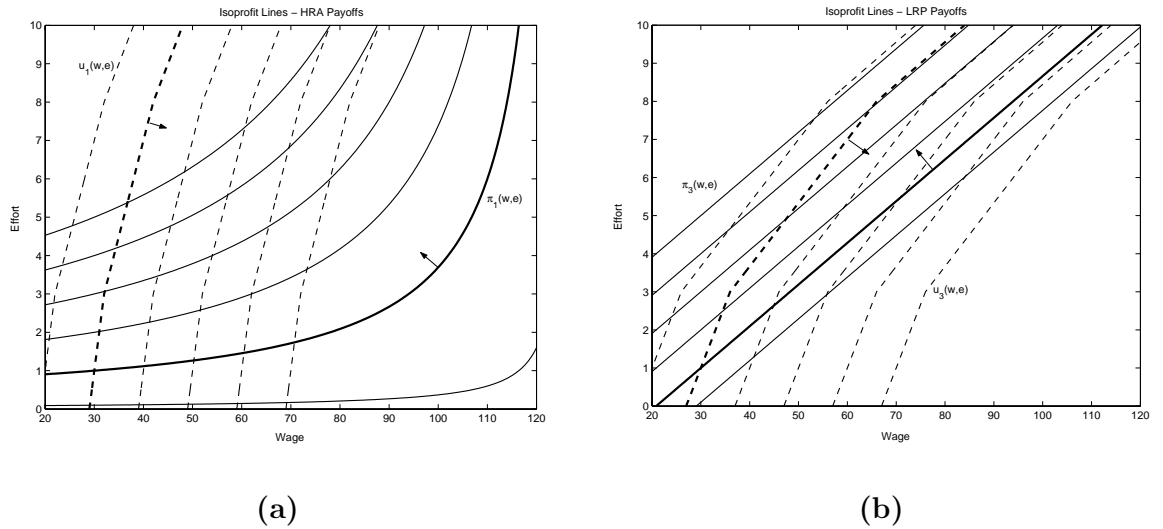 Isoprofit Lines – HRA Payoffs
10
9
8
7
6
5
4
3
2
1
0
Effort
u1(w,e)
π1(w,e)
20 30 40 50 60 70 80 90 100 110 120
Wage
(a)
Isoprofit Lines – LRP Payoffs
10
9
8
7
6
5
4
3
2
1
0
Effort
π3(w,e)
u3(w,e)
20 30 40 50 60 70 80 90 100 110 120
Wage
(b)